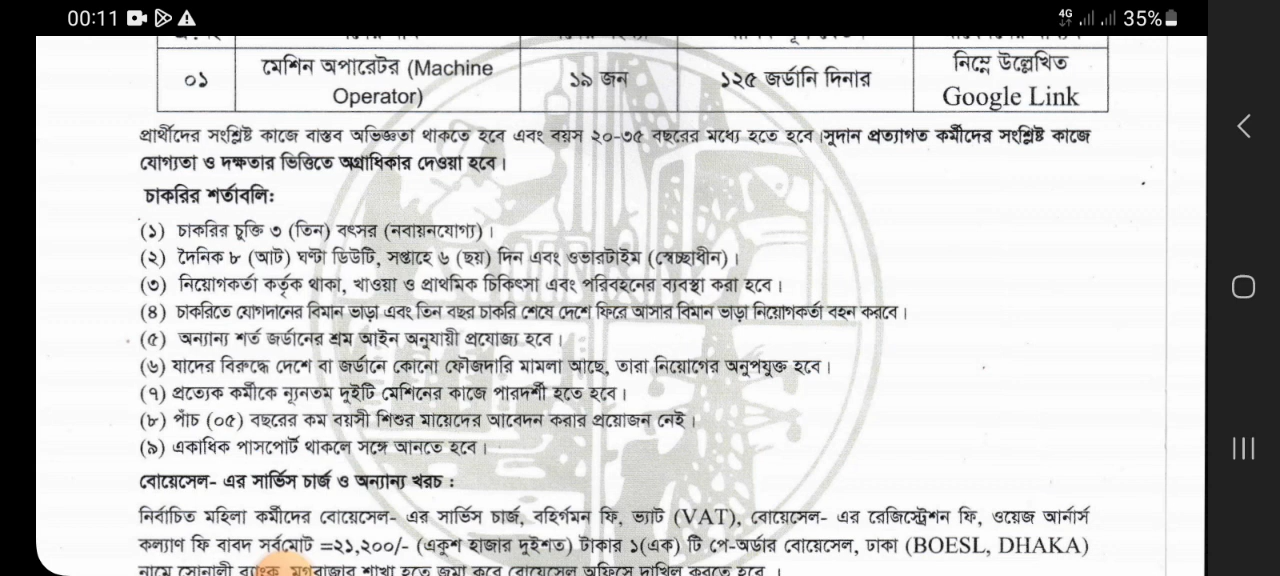 00:11
4G
35%
০১
মেশিন অপারেটর (Machine
Operator)
১৯ জন
১২৫ জর্ডানি দিনার
নিম্নে উল্লেখিত
Google Link
প্রার্থীদের সংশ্লিষ্ট কাজে বাস্তব অভিজ্ঞতা থাকতে হবে এবং বয়স ২০-৩৫ বছরের মধ্যে হতে হবে।সুদান প্রত্যাগত কর্মীদের সংশ্লিষ্ট কাজে
যোগ্যতা ও দক্ষতার ভিত্তিতে অগ্রাধিকার দেওয়া হবে।
চাকরির শর্তাবলি:
(১) চাকরির চুক্তি ৩ (তিন) বৎসর (নবায়নযোগ্য)।
(২) দৈনিক ৮ (আট) ঘণ্টা ডিউটি, সপ্তাহে ৬ (ছয়) দিন এবং ওভারটাইম (স্বেচ্ছাধীন)।
(৩) নিয়োগকর্তা কর্তৃক থাকা, খাওয়া ও প্রাথমিক চিকিৎসা এবং পরিবহনের ব্যবস্থা করা হবে।
(৪) চাকরিতে যোগদানের বিমান ভাড়া এবং তিন বছর চাকরি শেষে দেশে ফিরে আসার বিমান ভাড়া নিয়োগকর্তা বহন করবে।
(৫) অন্যান্য শর্ত জর্ডানের শ্রম আইন অনুযায়ী প্রযোজ্য হবে।
(৬) যাদের বিরুদ্ধে দেশে বা জর্ডানে কোনো ফৌজদারি মামলা আছে, তারা নিয়োগের অনুপযুক্ত হবে।
(৭) প্রত্যেক কর্মীকে ন্যূনতম দুইটি মেশিনের কাজে পারদর্শী হতে হবে।
(৮) পাঁচ (০৫) বছরের কম বয়সী শিশুর মায়েদের আবেদন করার প্রয়োজন নেই।
(৯) একাধিক পাসপোর্ট থাকলে সঙ্গে আনতে হবে।
বোয়েসেল- এর সার্ভিস চার্জ ও অন্যান্য খরচ :
নির্বাচিত মহিলা কর্মীদের বোয়েসেল- এর সার্ভিস চার্জ, বহির্গমন ফি, ভ্যাট (VAT), বোয়েসেল- এর রেজিস্ট্রেশন ফি, ওয়েজ আর্নার্স
কল্যাণ ফি বাবদ সর্বমোট =২১,২০০/- (একুশ হাজার দুইশত) টাকার ১(এক) টি পে-অর্ডার বোয়েসেল, ঢাকা (BOESL, DHAKA)
নামে সোনালী ব্যাংক, মগবাজার শাখা হতে জমা করে বোয়েসেল অফিসে দাখিল করতে হবে ।